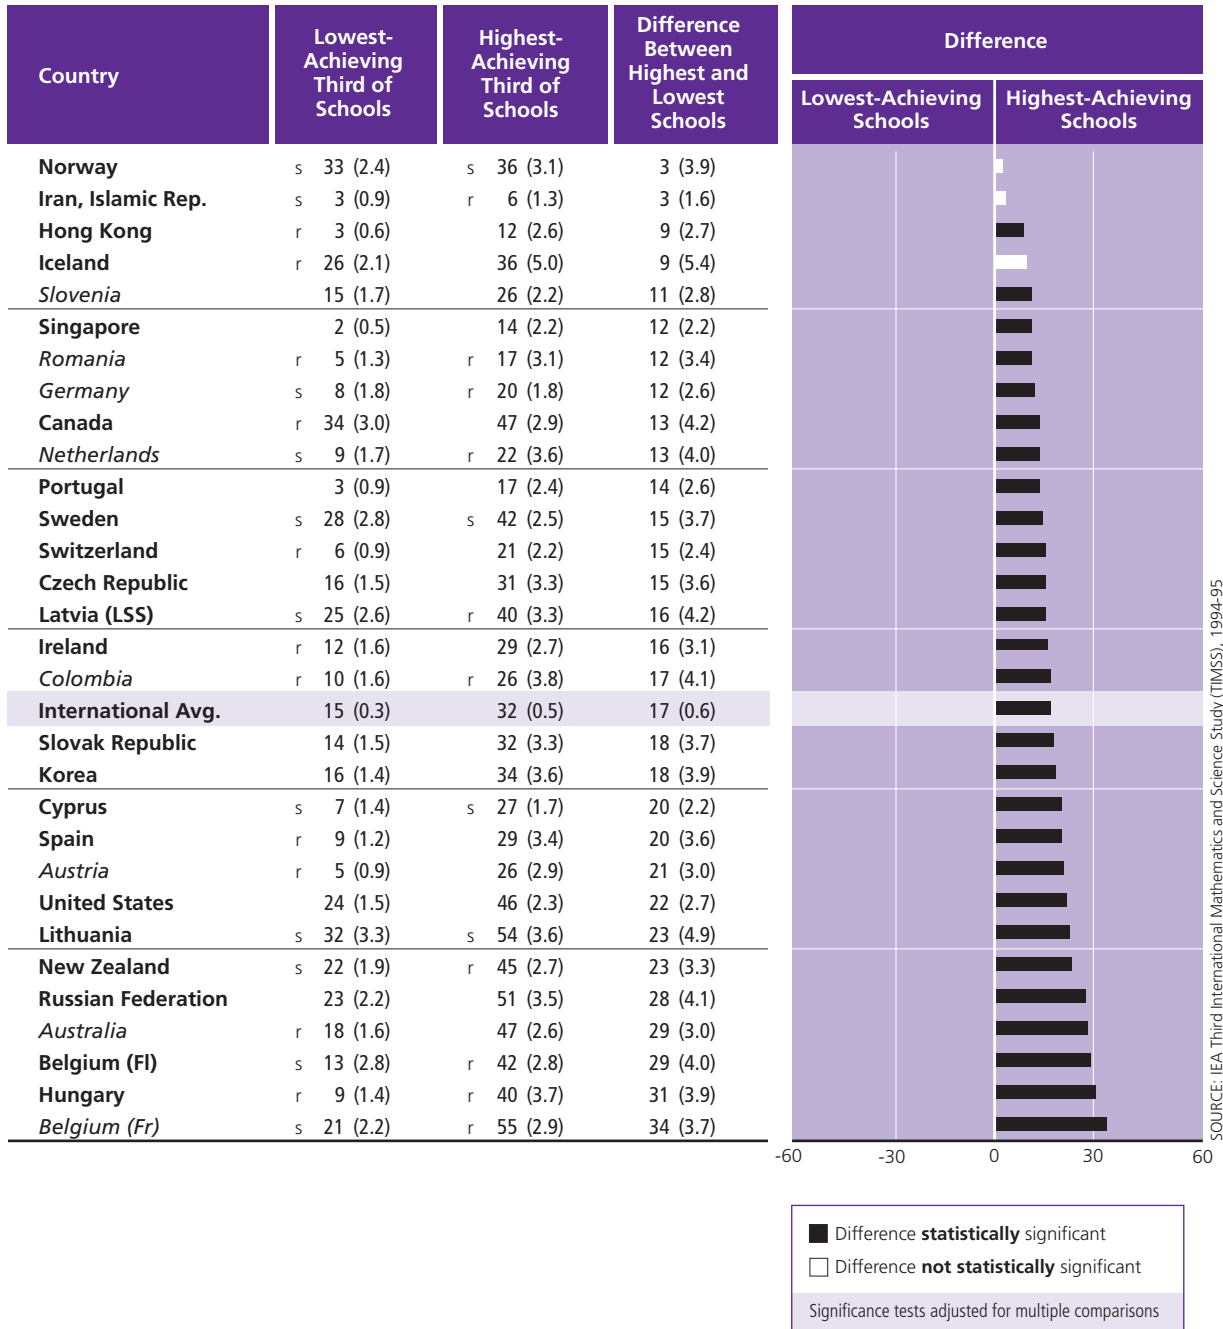 Country
Lowest-
Achieving
Third of
Schools
Highest-
Achieving
Third of
Schools
Difference
Between
Highest and
Lowest
Schools
Difference
Lowest-Achieving
Schools
Highest-Achieving
Schools
Norway s 33 (2.4) s 36 (3.1) 3 (3.9)
Iran, Islamic Rep. s 3 (0.9) r 6 (1.3) 3 (1.6)
Hong Kong r 3 (0.6) 12 (2.6) 9 (2.7)
Iceland r 26 (2.1) 36 (5.0) 9 (5.4)
Slovenia 15 (1.7) 26 (2.2) 11 (2.8)
Singapore 2 (0.5) 14 (2.2) 12 (2.2)
Romania r 5 (1.3) r 17 (3.1) 12 (3.4)
Germany s 8 (1.8) r 20 (1.8) 12 (2.6)
Canada r 34 (3.0) 47 (2.9) 13 (4.2)
Netherlands s 9 (1.7) r 22 (3.6) 13 (4.0)
Portugal 3 (0.9) 17 (2.4) 14 (2.6)
Sweden s 28 (2.8) s 42 (2.5) 15 (3.7)
Switzerland r 6 (0.9) 21 (2.2) 15 (2.4)
Czech Republic 16 (1.5) 31 (3.3) 15 (3.6)
Latvia (LSS) s 25 (2.6) r 40 (3.3) 16 (4.2)
Ireland r 12 (1.6) 29 (2.7) 16 (3.1)
Colombia r 10 (1.6) r 26 (3.8) 17 (4.1)
International Avg. 15 (0.3) 32 (0.5) 17 (0.6)
Slovak Republic 14 (1.5) 32 (3.3) 18 (3.7)
Korea 16 (1.4) 34 (3.6) 18 (3.9)
Cyprus s 7 (1.4) s 27 (1.7) 20 (2.2)
Spain r 9 (1.2) 29 (3.4) 20 (3.6)
Austria r 5 (0.9) 26 (2.9) 21 (3.0)
United States 24 (1.5) 46 (2.3) 22 (2.7)
Lithuania s 32 (3.3) s 54 (3.6) 23 (4.9)
New Zealand s 22 (1.9) r 45 (2.7) 23 (3.3)
Russian Federation 23 (2.2) 51 (3.5) 28 (4.1)
Australia r 18 (1.6) 47 (2.6) 29 (3.0)
Belgium (Fl) s 13 (2.8) r 42 (2.8) 29 (4.0)
Hungary r 9 (1.4) r 40 (3.7) 31 (3.9)
Belgium (Fr) s 21 (2.2) r 55 (2.9) 34 (3.7)
-60 -30 0 30 60
SOURCE: IEA Third International Mathematics and Science Study (TIMSS), 1994-95
Difference statistically significant
Difference not statistically significant
Significance tests adjusted for multiple comparisons